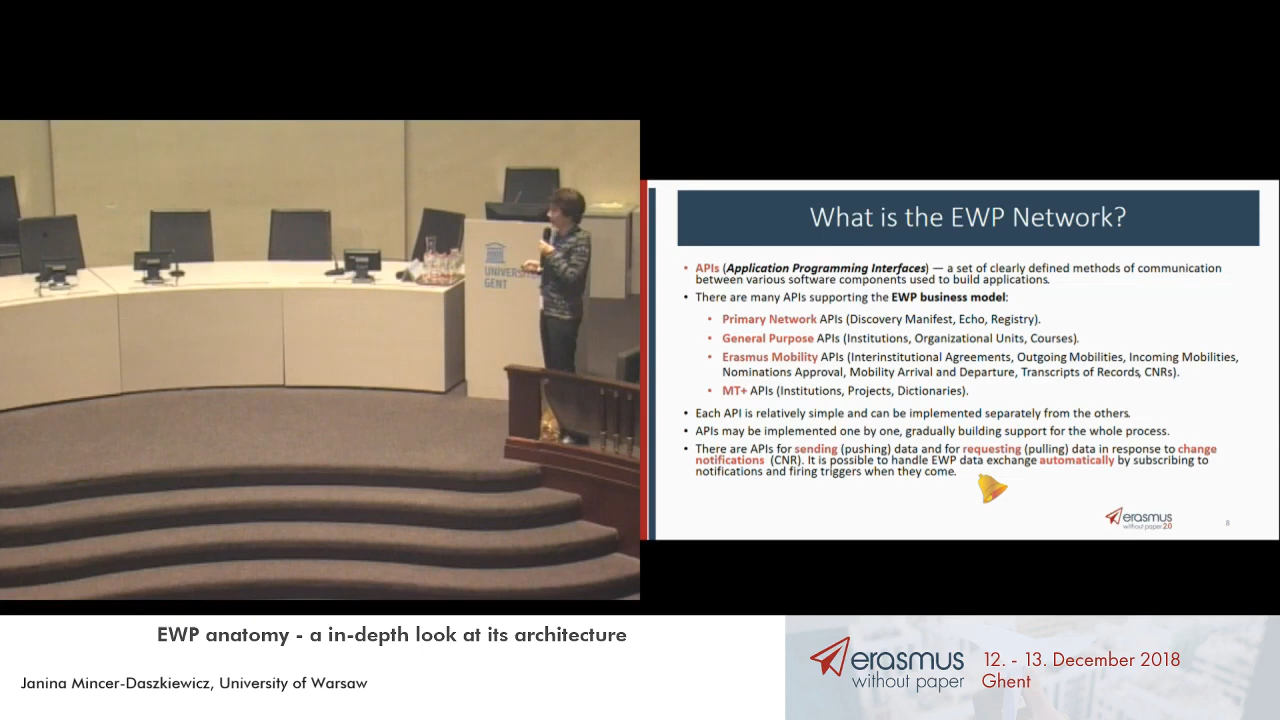 UNIVERSI
GENT
What is the EWP Network?
• APIs (Application Programming Interfaces) — a set of clearly defined methods of communication
between various software components used to build applications.
• There are many APIs supporting the EWP business model:
• Primary Network APIs (Discovery Manifest, Echo, Registry).
• General Purpose APIs (Institutions, Organizational Units, Courses).
• Erasmus Mobility APIs (Interinstitutional Agreements, Outgoing Mobilities, Incoming Mobilities,
Nominations Approval, Mobility Arrival and Departure, Transcripts of Records, CNRs).
• MT+ APIs (Institutions, Projects, Dictionaries).
• Each API is relatively simple and can be implemented separately from the others.
• APIs may be implemented one by one, gradually building support for the whole process.
• There are APIs for sending (pushing) data and for requesting (pulling) data in response to change
notifications (CNR). It is possible to handle EWP data exchange automatically by subscribing to
notifications and firing triggers when they come.
erasmus
without paper 2.0
8
EWP anatomy - a in-depth look at its architecture
Janina Mincer-Daszkiewicz, University of Warsaw
erasmus
without paper
12. - 13. December 2018
Ghent